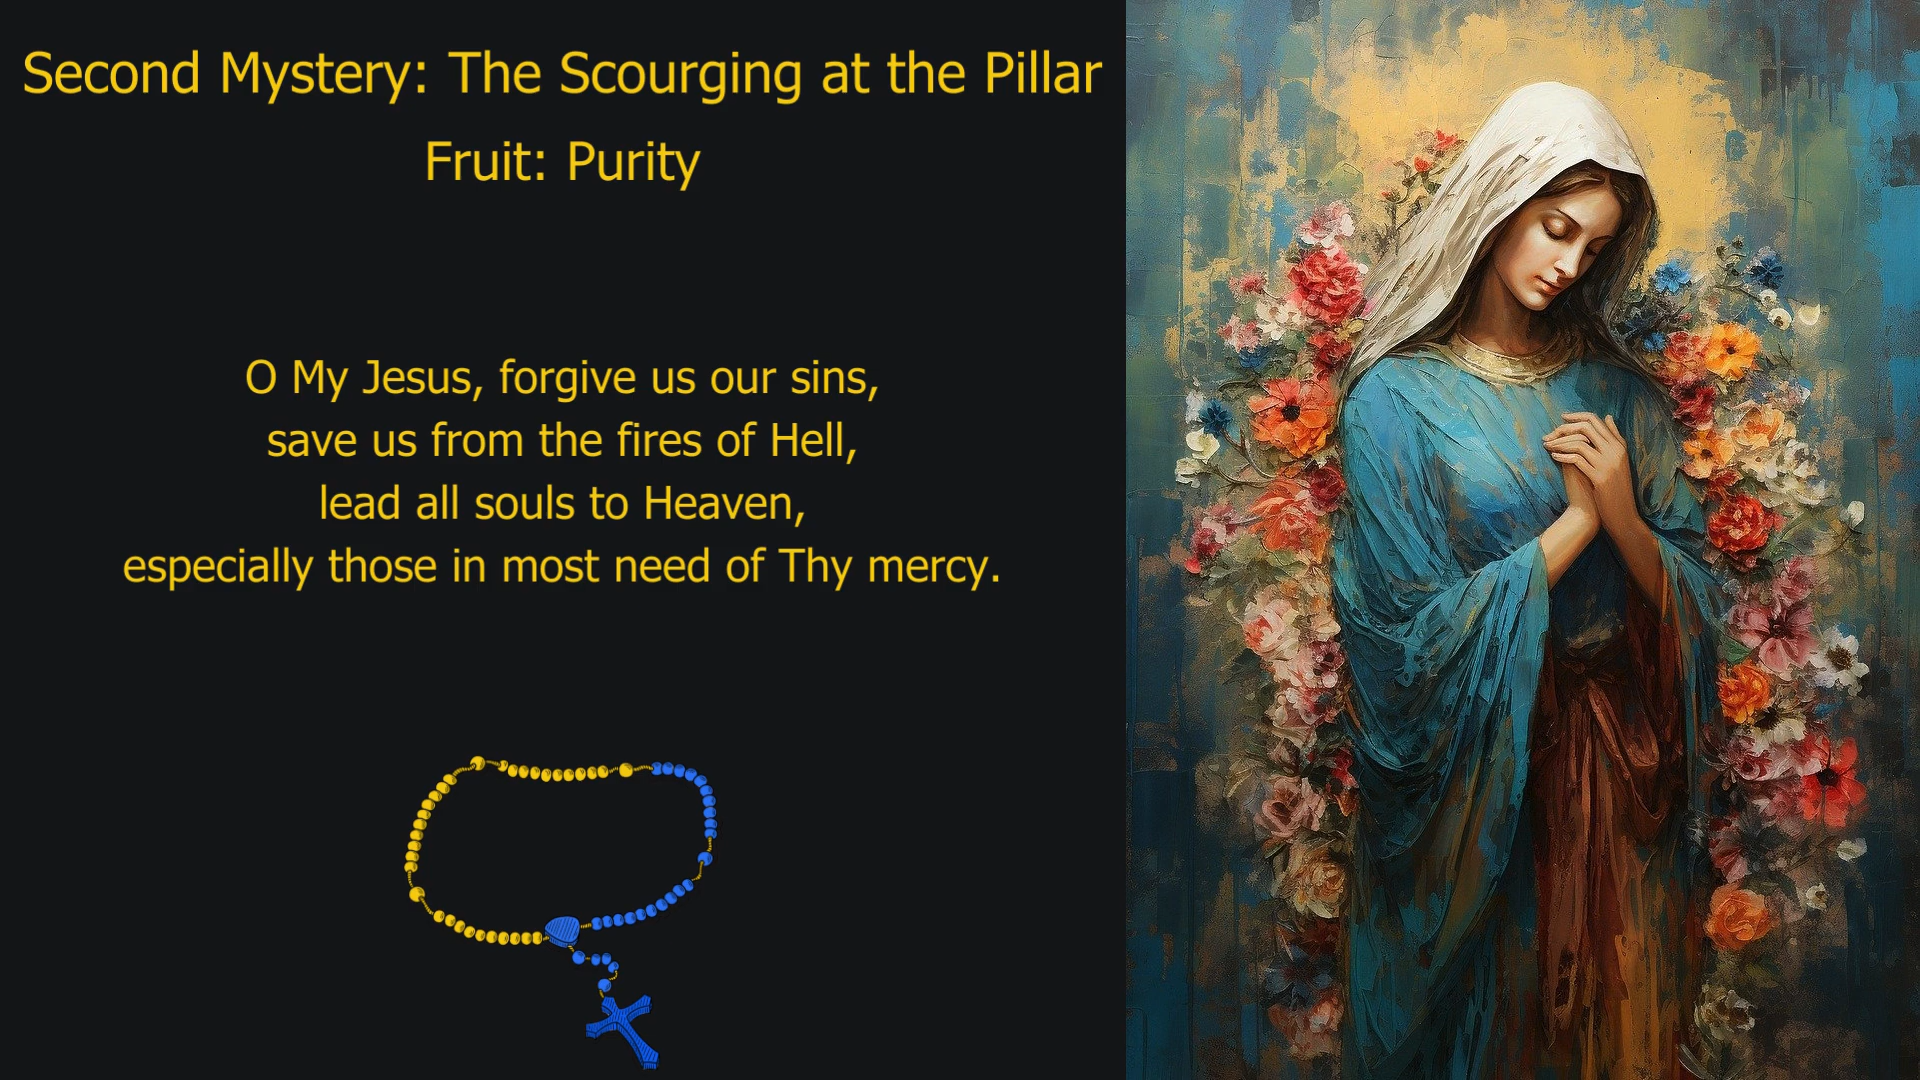 Second Mystery: The Scourging at the Pillar
Fruit: Purity
O My Jesus, forgive us our sins,
save us from the fires of Hell,
lead all souls to Heaven,
especially those in most need of Thy mercy.